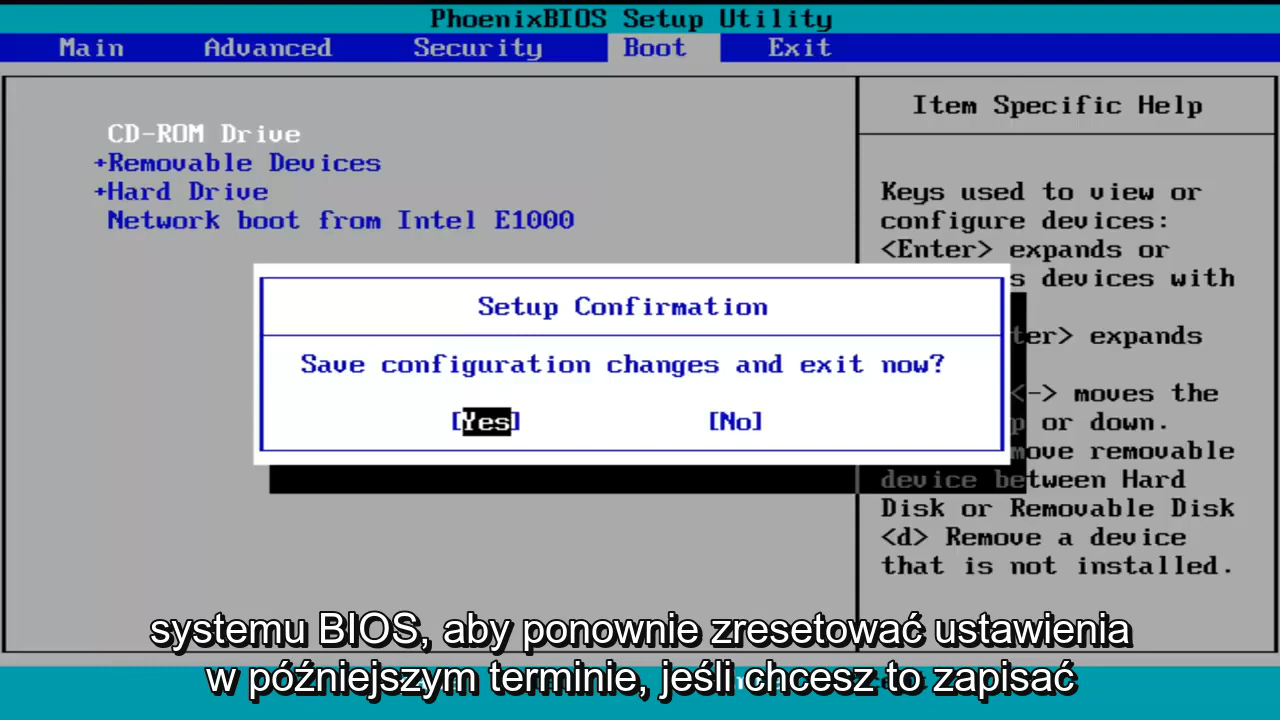 PhoenixBIOS Setup Utility
Main Advanced Security Boot Exit
CD-ROM Drive
+Removable Devices
+Hard Drive
Network boot from Intel E1000
Item Specific Help
Keys used to view or
configure devices:
<Enter> expands or
s devices with
ter> expands
<-> moves the
p or down.
move removable
device between Hard
Disk or Removable Disk
<d> Remove a device
that is not installed.
Setup Confirmation
Save configuration changes and exit now?
[Yes] [No]
systemu BIOS, aby ponownie zresetować ustawienia
w późniejszym terminie, jeśli chcesz to zapisać